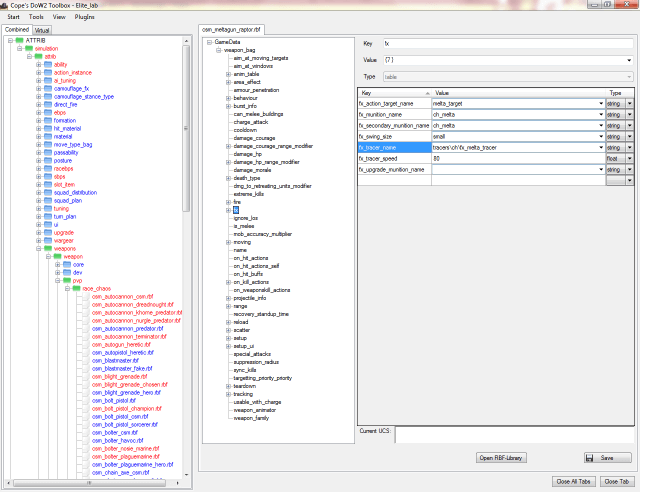 Cope's DoW2 Toolbox - Elite_lab
Start Tools View PlugIns
Combined Virtual
ATTRIB
simulation
attrib
ability
action_instance
ai_tuning
camouflage_fx
camouflage_stance_type
direct_fire
ebps
formation
hit_material
material
move_type_bag
passability
posture
racebps
sbps
slot_item
squad_distribution
squad_plan
tuning
turn_plan
ui
upgrade
wargear
weapons
weapon
core
dev
pvp
race_chaos
csm_autocannon_csm.rbf
csm_autocannon_dreadnought.rbf
csm_autocannon_khorne_predator.rbf
csm_autocannon_nurgle_predator.rbf
csm_autocannon_predator.rbf
csm_autocannon_terminator.rbf
csm_autogun_heretic.rbf
csm_autopistol_heretic.rbf
csm_blastmaster.rbf
csm_blastmaster_fake.rbf
csm_blight_grenade.rbf
csm_blight_grenade_chosen.rbf
csm_blight_grenade_hero.rbf
csm_bolt_pistol.rbf
csm_bolt_pistol_champion.rbf
csm_bolt_pistol_csm.rbf
csm_bolt_pistol_sorcerer.rbf
csm_bolter_csm.rbf
csm_bolter_havoc.rbf
csm_bolter_noise_marine.rbf
csm_bolter_plaguemarine.rbf
csm_bolter_plaguemarine_hero.rbf
csm_chain_axe_csm.rbf
csm_meltagun_raptor.rbf
GameData
weapon_bag
aim_at_moving_targets
aim_at_windows
anim_table
area_effect
armour_penetration
behaviour
burst_info
can_melee_buildings
charge_attack
cooldown
damage_courage
damage_courage_range_modifier
damage_hp
damage_hp_range_modifier
damage_morale
death_type
dmg_to_retreating_units_modifier
extreme_kills
fire
fx
ignore_los
is_melee
mob_accuracy_multiplier
moving
name
on_hit_actions
on_hit_actions_self
on_hit_buffs
on_kill_actions
on_weaponskill_actions
projectile_info
range
recovery_standup_time
reload
scatter
setup
setup_ui
special_attacks
suppression_radius
sync_kills
targetting_priority_priority
teardown
tracking
usable_with_charge
weapon_animator
weapon_family
Key fx
Value {7 }
Type table
Key Value Type
fx_action_target_name melta_target string
fx_munition_name ch_melta string
fx_secondary_munition_name ch_melta string
fx_swing_size small string
fx_tracer_name tracers\ch\fx_melta_tracer string
fx_tracer_speed 80 float
fx_upgrade_munition_name string
Current UCS:
Open RBF-Library Save
Close All Tabs Close Tab